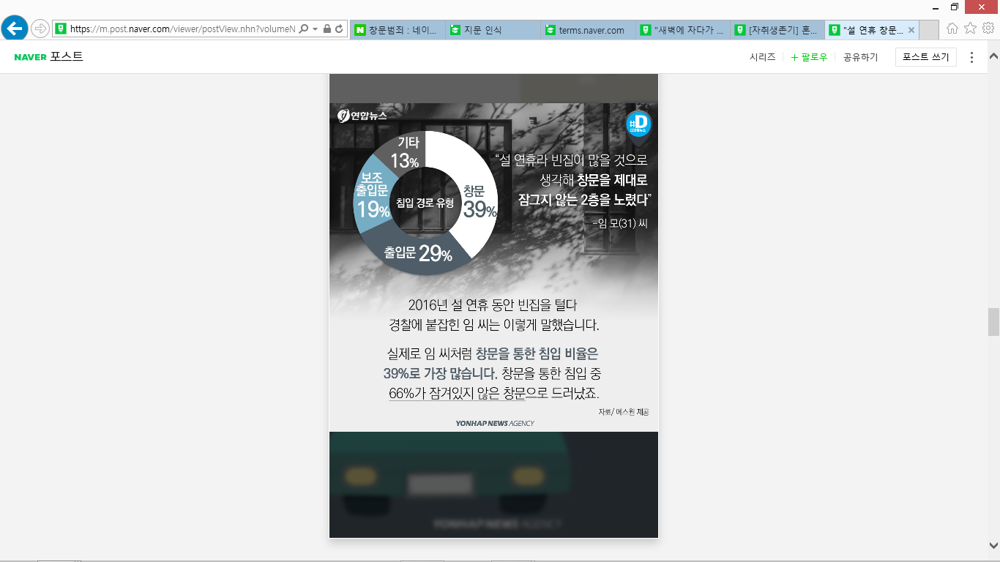 https://m.post.naver.com/viewer/postView.nhn?volumeN
창문범죄 : 네이...
지문 인식
terms.naver.com
"새벽에 자다가 ...
[자취생존기] 혼...
"설 연휴 창문...
NAVER 포스트
시리즈
+ 팔로우
공유하기
포스트 쓰기
연합뉴스
#D
디지털뉴스
기타
13%
보조
출입문
19%
침입 경로 유형
창문
39%
출입문 29%
“설 연휴라 빈집이 많을 것으로
생각해 창문을 제대로
잠그지 않는 2층을 노렸다”
-임 모(31) 씨
2016년 설 연휴 동안 빈집을 털다
경찰에 붙잡힌 임 씨는 이렇게 말했습니다.
실제로 임 씨처럼 창문을 통한 침입 비율은
39%로 가장 많습니다. 창문을 통한 침입 중
66%가 잠겨있지 않은 창문으로 드러났죠.
자료/ 에스원 제공
YONHAP NEWS AGENCY
YONHAP NEWS AGENCY